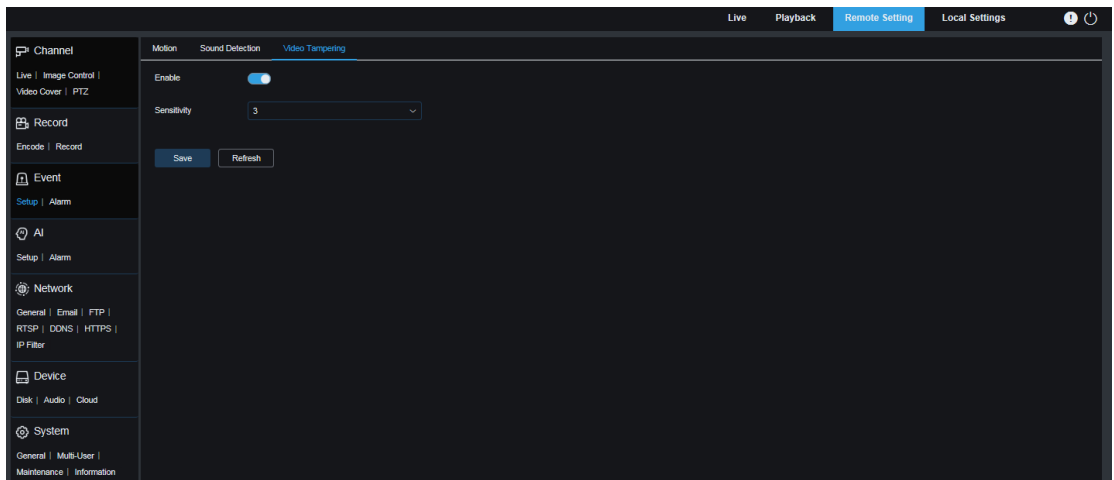 Live Playback Remote Setting Local Settings
Channel
Live | Image Control |
Video Cover | PTZ
Record
Encode | Record
Event
Setup | Alarm
AI
Setup | Alarm
Network
General | Email | FTP |
RTSP | DDNS | HTTPS |
IP Filter
Device
Disk | Audio | Cloud
System
General | Multi-User |
Maintenance | Information
Motion Sound Detection Video Tampering
Enable
Sensitivity 3
Save Refresh